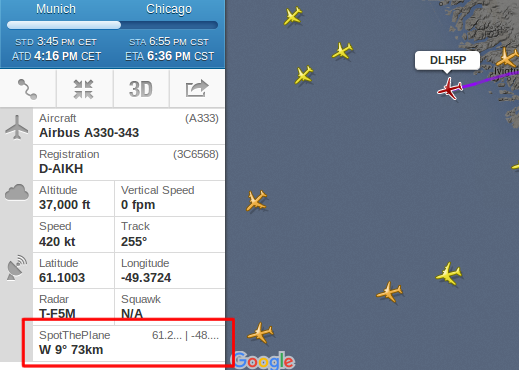 Munich Chicago
STD 3:45 PM CET STA 6:55 PM CST
ATD 4:16 PM CET ETA 6:36 PM CST
3D
Aircraft (A333)
Airbus A330-343
Registration (3C6568)
D-AIKH
Altitude Vertical Speed
37,000 ft 0 fpm
Speed Track
420 kt 255°
Latitude Longitude
61.1003 -49.3724
Radar Squawk
T-F5M N/A
SpotThePlane 61.2... | -48....
W 9° 73km
DLH5P
Google